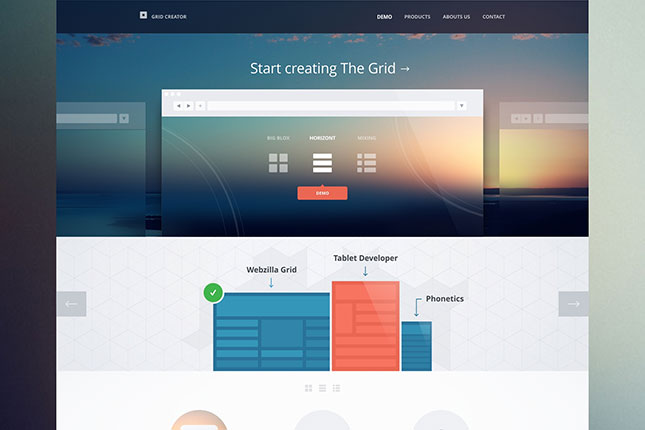 GRID CREATOR
DEMO PRODUCTS ABOUTS US CONTACT
Start creating The Grid →
BIG BLOX HORIZONT MIXING
DEMO
Tablet Developer
Webzilla Grid
Phonetics